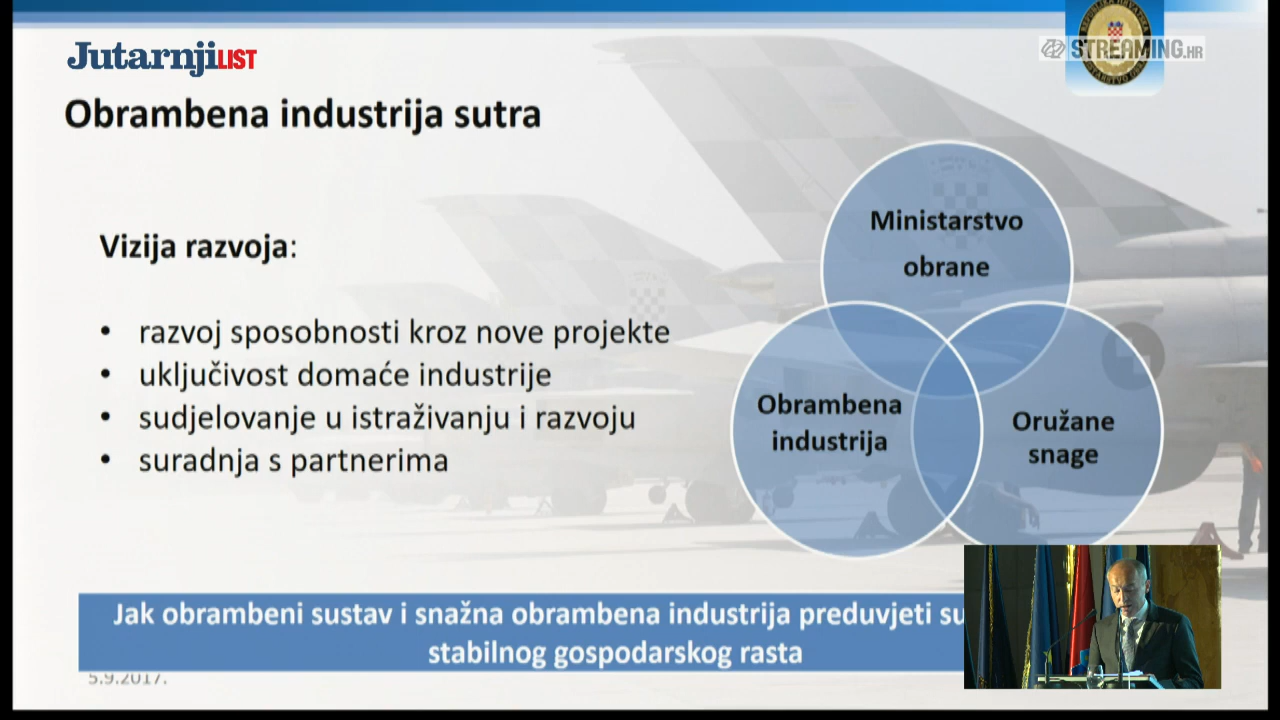 Jutarnji LIST
STREAMING.HR
Obrambena industrija sutra
Vizija razvoja:
• razvoj sposobnosti kroz nove projekte
• uključivost domaće industrije
• sudjelovanje u istraživanju i razvoju
• suradnja s partnerima
Ministarstvo
obrane
Obrambena
industrija
Oružane
snage
Jak obrambeni sustav i snažna obrambena industrija preduvjeti su
stabilnog gospodarskog rasta
5.9.2017.